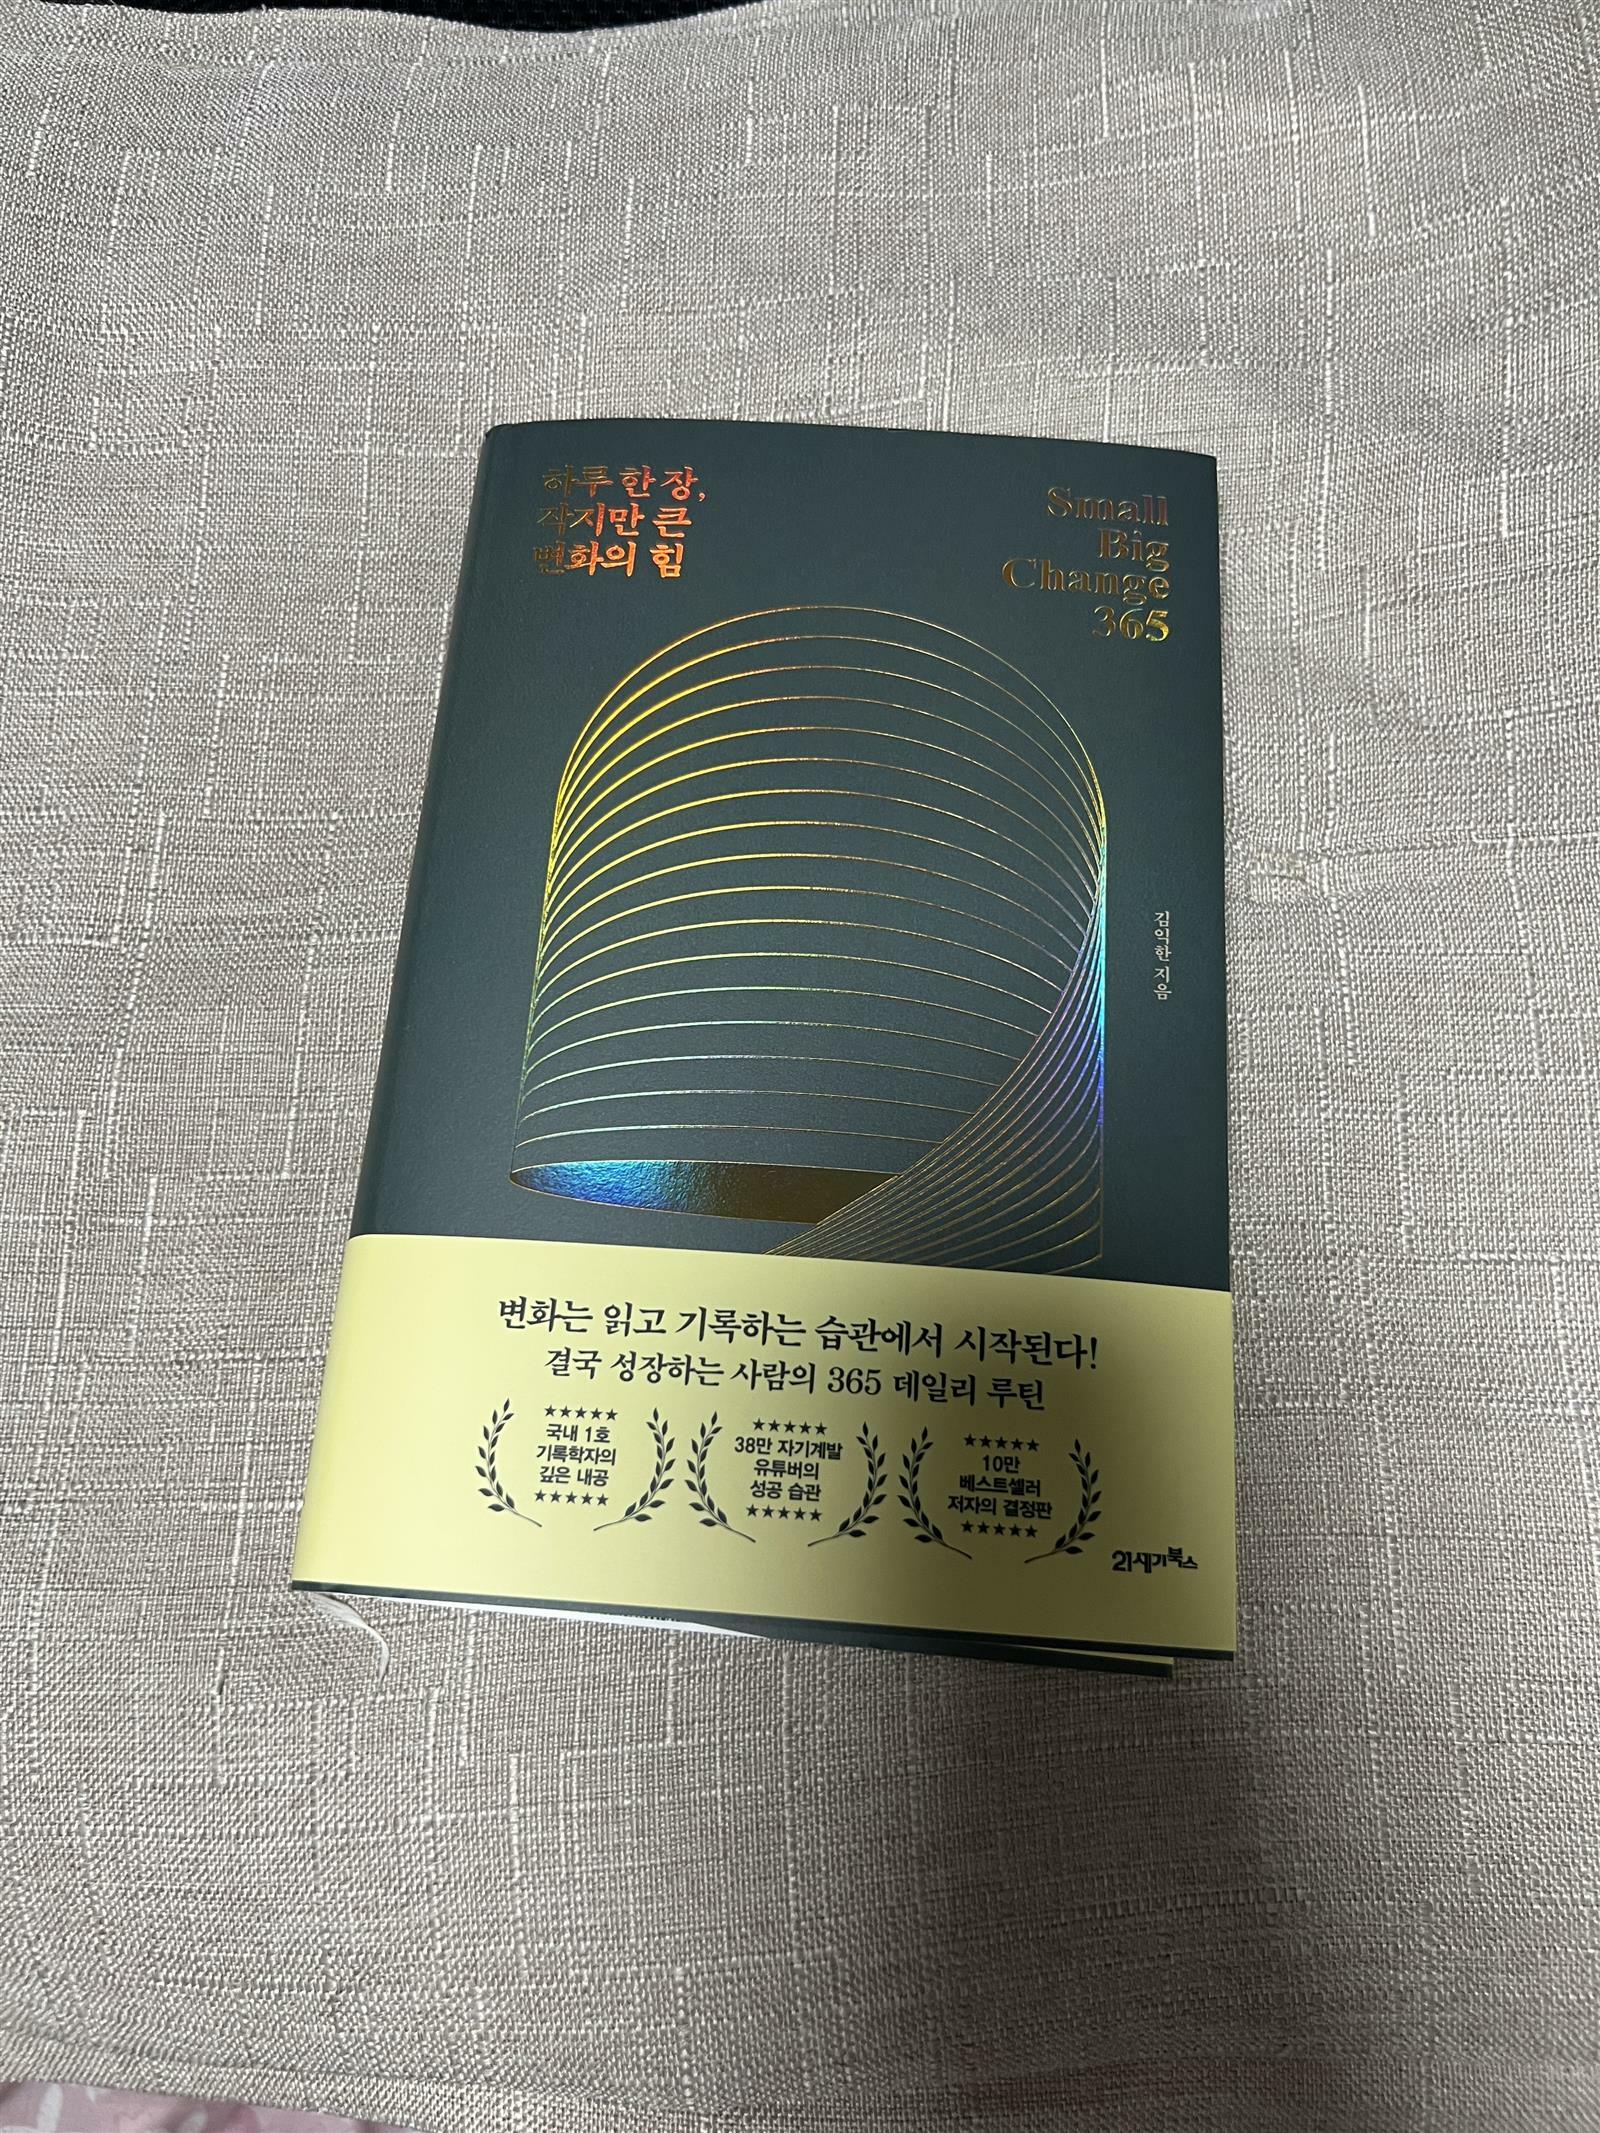 하루 한 장,
작지만 큰
변화의 힘
Small
Big
Change
365
김익한 지음
변화는 읽고 기록하는 습관에서 시작된다!
결국 성장하는 사람의 365 데일리 루틴
★★★★★
국내 1호
기록학자의
깊은 내공
★★★★★
★★★★★
38만 자기계발
유튜버의
성공 습관
★★★★★
★★★★★
10만
베스트셀러
저자의 결정판
★★★★★
21세기북스